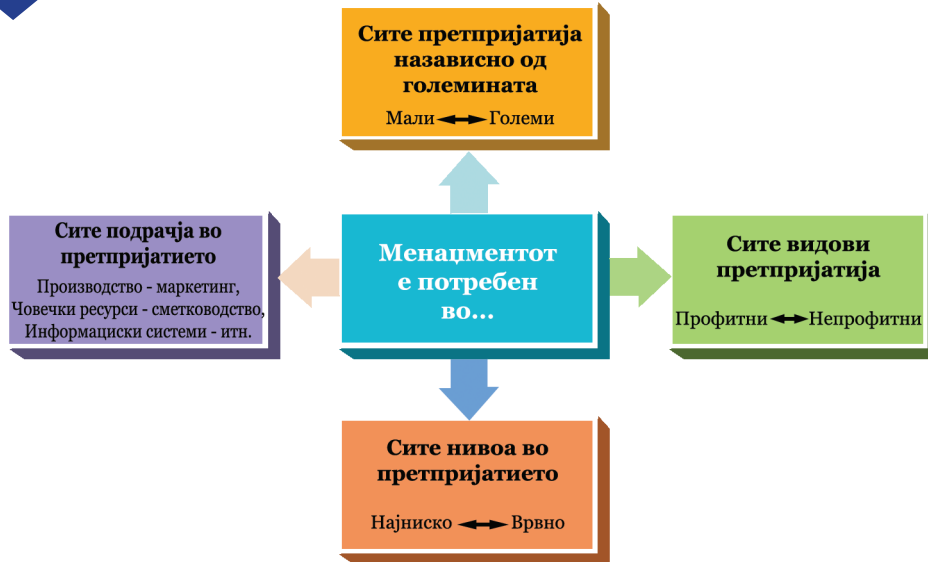 Сите претпријатија
назависно од
големината
Мали Големи
Сите подрачја во
претпријатието
Производство - маркетинг,
Човечки ресурси - сметководство,
Информациски системи - итн.
Менаџментот
е потребен
во...
Сите видови
претпријатија
Профитни Непрофитни
Сите нивоа во
претпријатието
Најниско Врвно